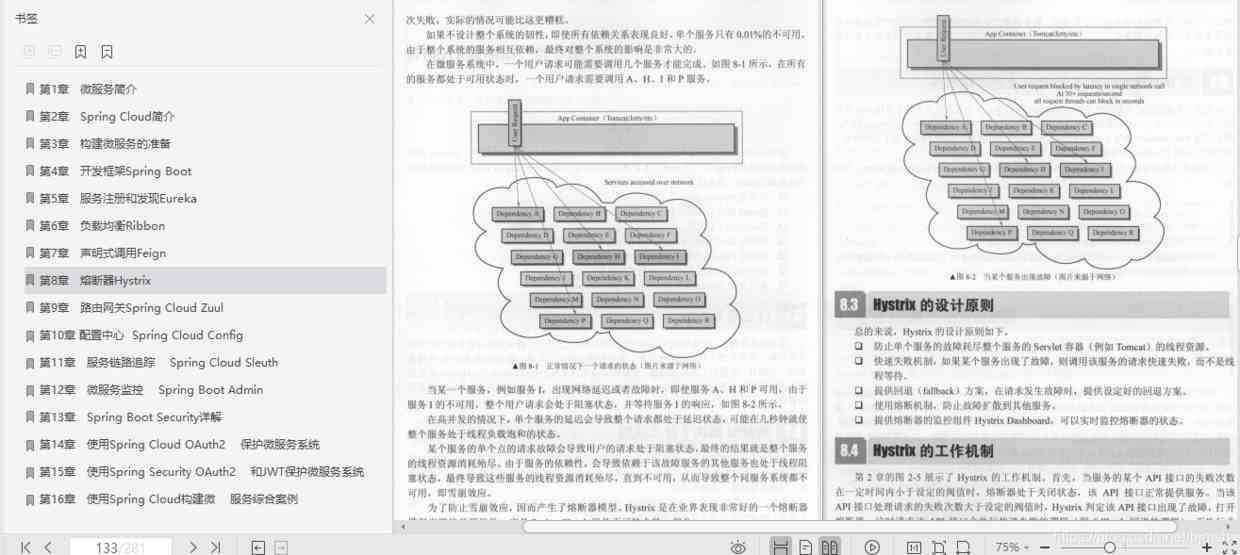 书签
第1章 微服务简介
第2章 Spring Cloud简介
第3章 构建微服务的准备
第4章 开发框架Spring Boot
第5章 服务注册和发现Eureka
第6章 负载均衡Ribbon
第7章 声明式调用Feign
第8章 熔断器Hystrix
第9章 路由网关Spring Cloud Zuul
第10章 配置中心 Spring Cloud Config
第11章 服务链路追踪 Spring Cloud Sleuth
第12章 微服务监控 Spring Boot Admin
第13章 Spring Boot Security详解
第14章 使用Spring Cloud OAuth2 保护微服务系统
第15章 使用Spring Security OAuth2 和JWT保护微服务系统
第16章 使用Spring Cloud构建微 服务综合案例
次失败，实际的情况可能比这更糟糕。
如果不设计整个系统的韧性，即使所有依赖关系表现良好，单个服务只有 0.01%的不可用，
由于整个系统的服务相互依赖，最终对整个系统的影响是非常大的。
在微服务系统中，一个用户请求可能需要调用几个服务才能完成。如图 8-1 所示，在所有
的服务都处于可用状态时，一个用户请求需要调用 A、H、I 和 P 服务。
User Request
App Container（Tomcat/Jetty/etc）
Services accessed over network
Dependency A Dependency B Dependency C
Dependency D Dependency E Dependency F
Dependency G Dependency H Dependency I
Dependency J Dependency K Dependency L
Dependency M Dependency N Dependency O
Dependency P Dependency Q Dependency R
▲图 8-1 正常情况下一个请求的状态（图片来源于网络）
当某一个服务，例如服务 I，出现网络延迟或者故障时，即使服务 A、H 和 P 可用，由于
服务 I 的不可用，整个用户请求会处于阻塞状态，并等待服务 I 的响应，如图 8-2 所示。
在高并发的情况下，单个服务的延迟会导致整个请求都处于延迟状态，可能在几秒钟就使
整个服务处于线程负载饱和的状态。
某个服务的单个点的请求故障会导致用户的请求处于阻塞状态，最终的结果就是整个服务
的线程资源消耗殆尽。由于服务的依赖性，会导致依赖于该故障服务的其他服务也处于线程阻
塞状态，最终导致这些服务的线程资源消耗殆尽，直到不可用，从而导致整个问服务系统都不
可用，即雪崩效应。
为了防止雪崩效应，因而产生了熔断器模型。Hystrix 是在业界表现非常好的一个熔断器
User Request
App Container（Tomcat/Jetty/etc）
User request blocked by latency in single network call
At 50+ requests/second
all request threads can block in seconds
Dependency A Dependency B Dependency C
Dependency D Dependency E Dependency F
Dependency G Dependency H Dependency I
Dependency J Dependency K Dependency L
Dependency M Dependency N Dependency O
Dependency P Dependency Q Dependency R
▲图 8-2 当某个服务出现故障（图片来源于网络）
8.3 Hystrix 的设计原则
总的来说，Hystrix 的设计原则如下。
❏ 防止单个服务的故障耗尽整个服务的 Servlet 容器（例如 Tomcat）的线程资源。
❏ 快速失败机制，如果某个服务出现了故障，则调用该服务的请求快速失败，而不是线
程等待。
❏ 提供回退（fallback）方案，在请求发生故障时，提供设定好的回退方案。
❏ 使用熔断机制，防止故障扩散到其他服务。
❏ 提供熔断器的监控组件 Hystrix Dashboard，可以实时监控熔断器的状态。
8.4 Hystrix 的工作机制
第 2 章的图 2-5 展示了 Hystrix 的工作机制。首先，当服务的某个 API 接口的失败次数
在一定时间内小于设定的阀值时，熔断器处于关闭状态，该 API 接口正常提供服务。当该
API 接口处理请求的失败次数大于设定的阀值时，Hystrix 判定该 API 接口出现了故障，打开
133/281
75%